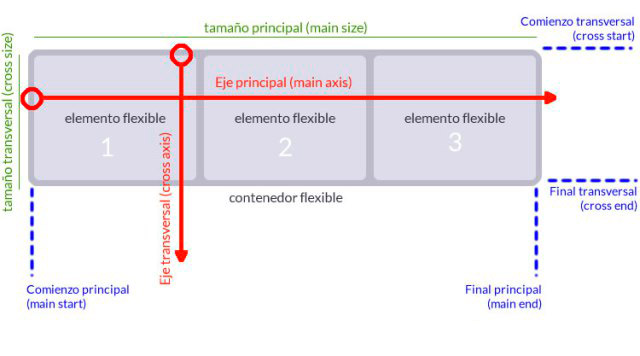 tamaño principal (main size)
Comienzo transversal
(cross start)
tamaño transversal (cross size)
Eje principal (main axis)
elemento flexible
1
elemento flexible
2
elemento flexible
3
Eje transversal (cross axis)
contenedor flexible
Final transversal
(cross end)
Comienzo principal
(main start)
Final principal
(main end)